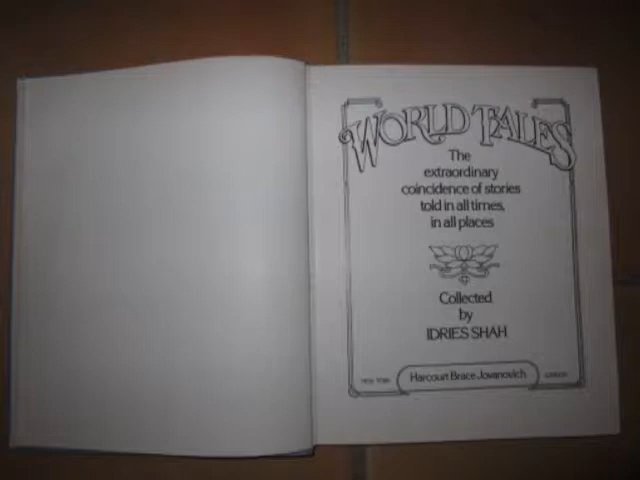 WORLD TALES
The
extraordinary
coincidence of stories
told in all times,
in all places
Collected
by
IDRIES SHAH
NEW YORK
Harcourt Brace Jovanovich
LONDON